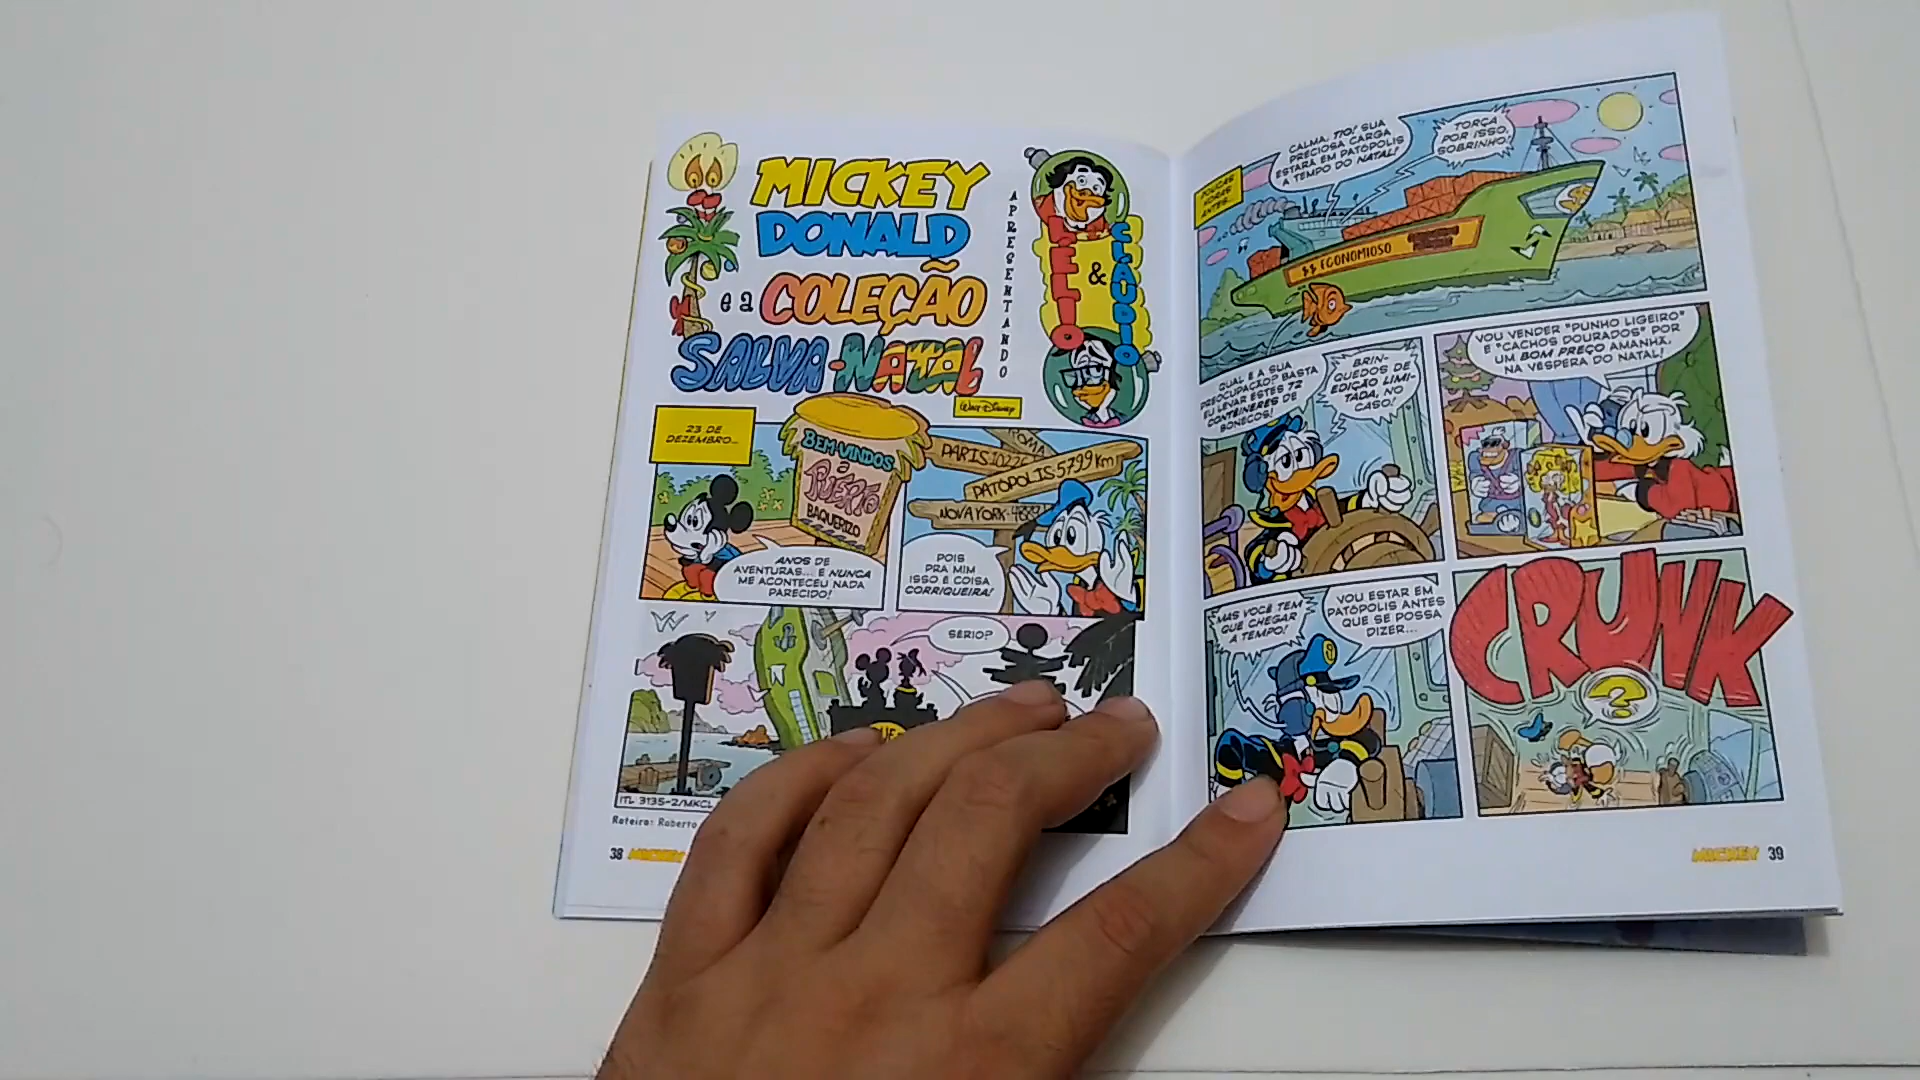 MICKEY
DONALD
e a COLEÇÃO
SALVA-NATAL
APRESENTANDO
&
CLÁUDIO
Walt Disney
23 DE
DEZEMBRO...
BEM-VINDOS
A
PUERTO
BAQUERIZO
ANOS DE
AVENTURAS... E NUNCA
ME ACONTECEU NADA
PARECIDO!
ROMA
PARIS
PATÓPOLIS 5799 Km
NOVA YORK
POIS
PRA MIM
ISSO É COISA
CORRIQUEIRA!
SÉRIO?
ITL 3135-2/MKCL
Roteiro: Roberto
38 MICKEY
POUCAS
HORAS
ANTES...
CALMA, TIO! SUA
PRECIOSA CARGA
ESTARÁ EM PATÓPOLIS
A TEMPO DO NATAL!
TORÇA
POR ISSO,
SOBRINHO!
$$ ECONOMIOSO
QUAL É A SUA
PREOCUPAÇÃO? BASTA
EU LEVAR ESTES 72
CONTÊINERES DE
BONECOS!
BRIN-
QUEDOS DE
EDIÇÃO LIMI-
TADA, NO
CASO!
VOU VENDER "PUNHO LIGEIRO"
E "CACHOS DOURADOS" POR
UM BOM PREÇO AMANHÃ,
NA VÉSPERA DO NATAL!
MAS VOCÊ TEM
QUE CHEGAR
A TEMPO!
VOU ESTAR EM
PATÓPOLIS ANTES
QUE SE POSSA
DIZER...
CRUNK
?
MICKEY 39